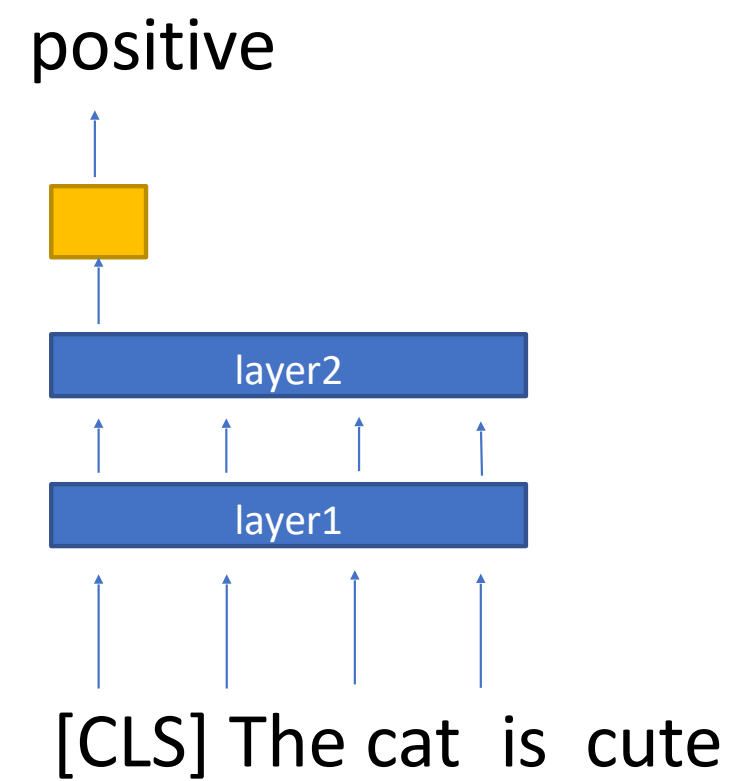 positive
layer2
layer1
[CLS] The cat is cute